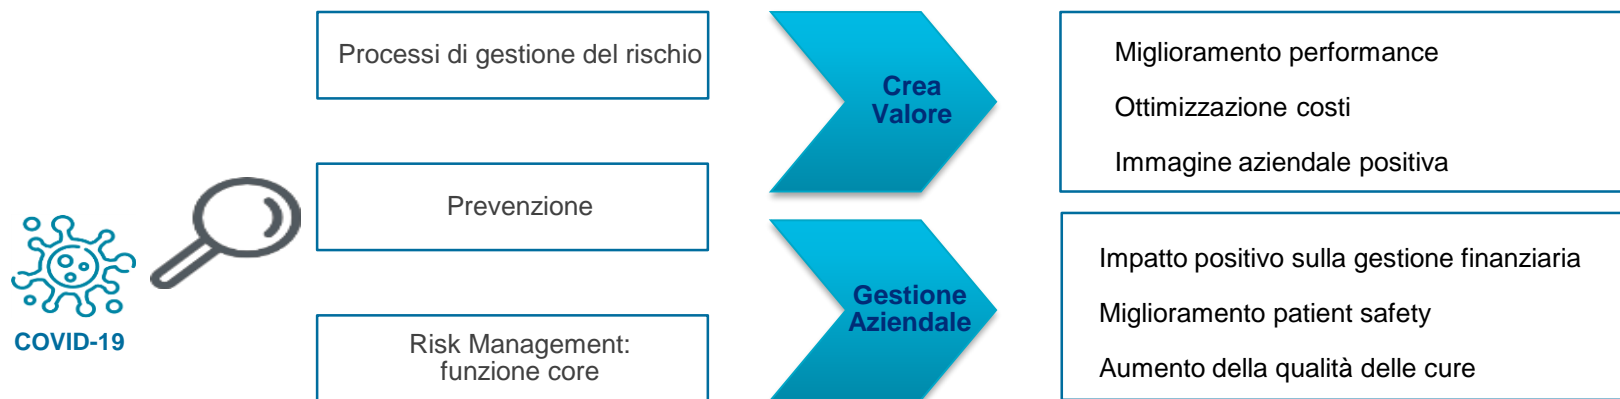 COVID-19
Processi di gestione del rischio
Prevenzione
Risk Management:
funzione core
Crea
Valore
Gestione
Aziendale
Miglioramento performance
Ottimizzazione costi
Immagine aziendale positiva
Impatto positivo sulla gestione finanziaria
Miglioramento patient safety
Aumento della qualità delle cure